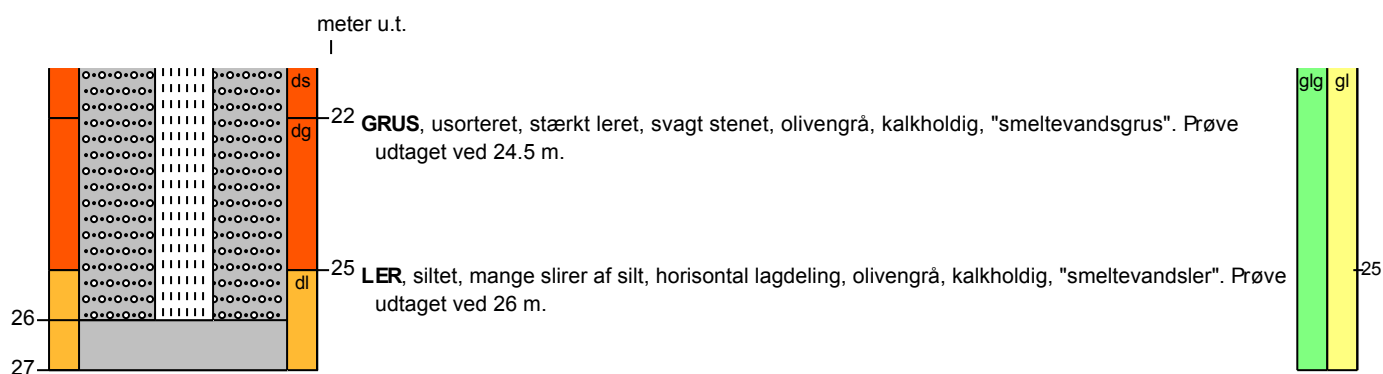 meter u.t.
ds
glg gl
22 GRUS, usorteret, stærkt leret, svagt stenet, olivengrå, kalkholdig, "smeltevandsgrus". Prøve
dg
udtaget ved 24.5 m.
25 LER, siltet, mange slirer af silt, horisontal lagdeling, olivengrå, kalkholdig, "smeltevandsler". Prøve
25
dl
udtaget ved 26 m.
26
27